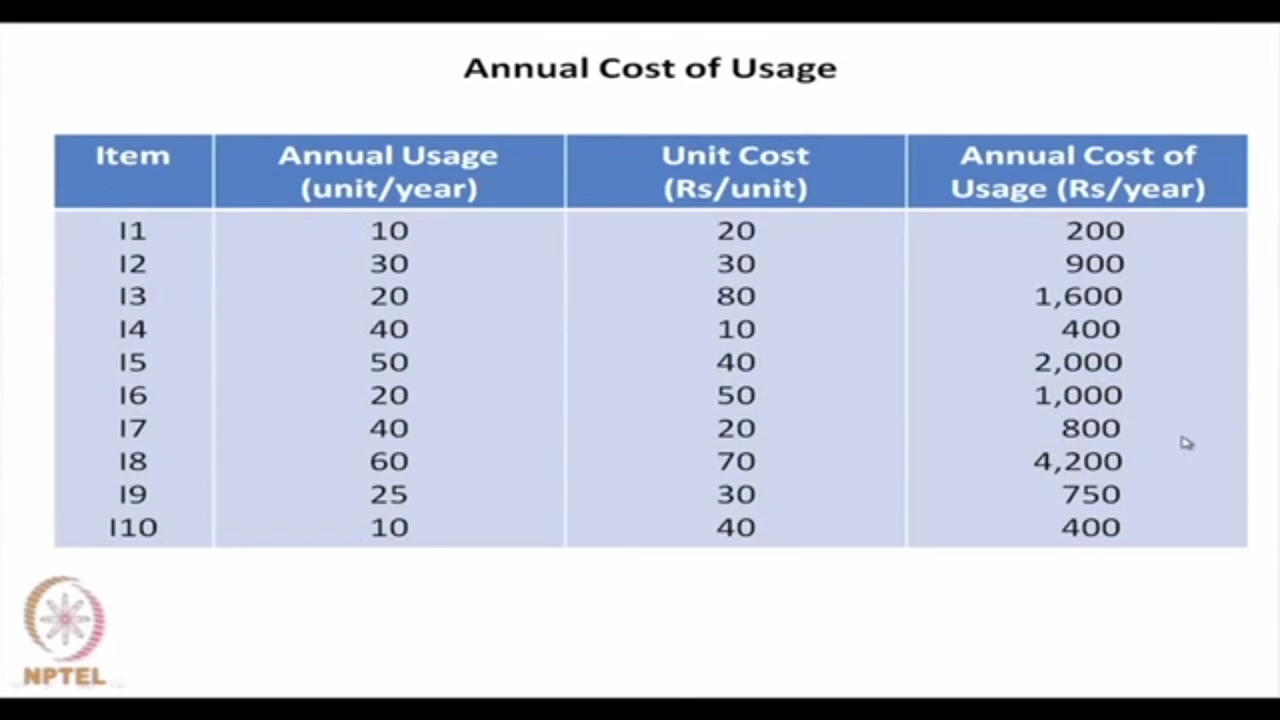 Annual Cost of Usage
Item Annual Usage (unit/year) Unit Cost (Rs/unit) Annual Cost of Usage (Rs/year)
I1 10 20 200
I2 30 30 900
I3 20 80 1,600
I4 40 10 400
I5 50 40 2,000
I6 20 50 1,000
I7 40 20 800
I8 60 70 4,200
I9 25 30 750
I10 10 40 400
NPTEL